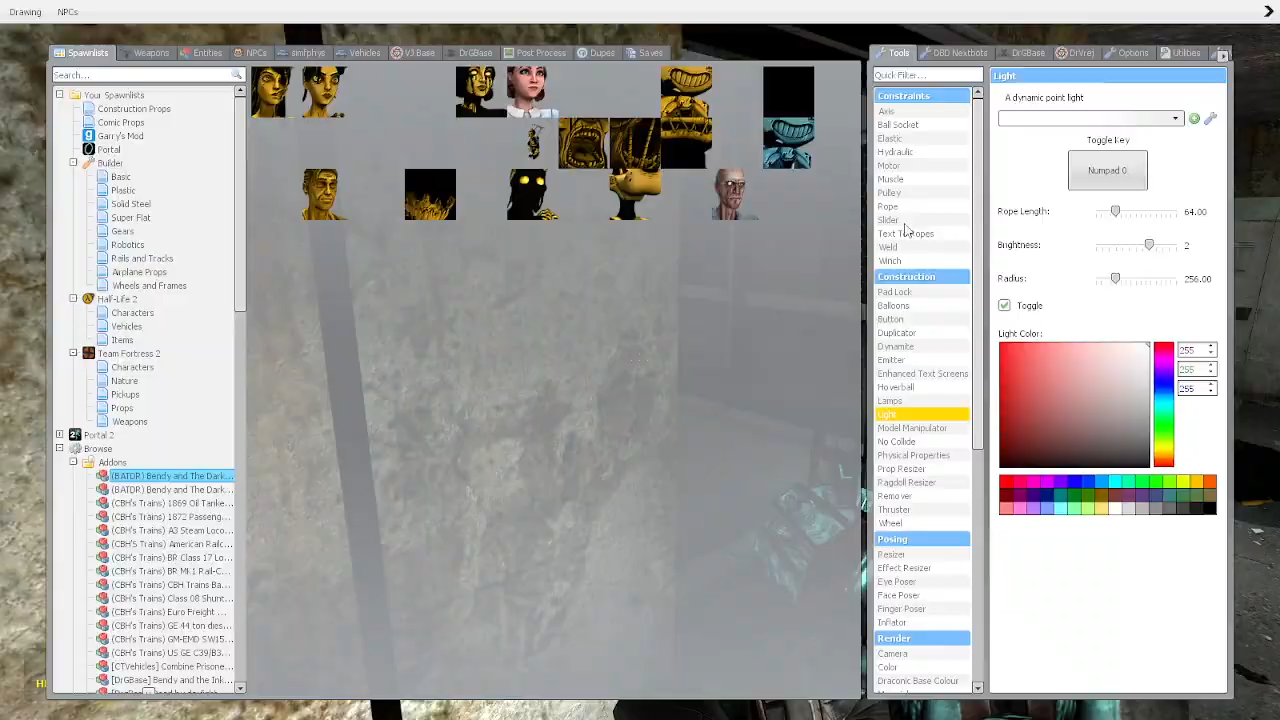 Drawing NPCs
Spawnlists Weapons Entities NPCs simfphys Vehicles VJ Base DrGBase Post Process Dupes Saves
Tools DBD Nextbots DrGBase DrVrej Options Utilities
Search...
Your Spawnlists
Construction Props
Comic Props
Garry's Mod
Portal
Builder
Basic
Plastic
Solid Steel
Super Flat
Gears
Robotics
Rails and Tracks
Airplane Props
Wheels and Frames
Half-Life 2
Characters
Vehicles
Items
Team Fortress 2
Characters
Nature
Pickups
Props
Weapons
Portal 2
Browse
Addons
(BATDR) Bendy and The Dark...
(BATDR) Bendy and The Dark...
(CBH's Trains) 1869 Oil Tanke...
(CBH's Trains) 1872 Passeng...
(CBH's Trains) A3 Steam Loco...
(CBH's Trains) American Railc...
(CBH's Trains) BR Class 17 Lo...
(CBH's Trains) BR MK1 Rail-C...
(CBH's Trains) CBH Trains Ba...
(CBH's Trains) Class 08 Shunt...
(CBH's Trains) Euro Freight ...
(CBH's Trains) GE 44 ton dies...
(CBH's Trains) GM-EMD SW15...
(CBH's Trains) US GE C39/B3...
[CTVehicles] Combine Prisone...
[DrGBase] Bendy and the Ink...
Quick Filter...
Constraints
Axis
Ball Socket
Elastic
Hydraulic
Motor
Muscle
Pulley
Rope
Slider
Weld
Winch
Construction
Pad Lock
Balloons
Button
Duplicator
Dynamite
Emitter
Enhanced Text Screens
Hoverball
Lamps
Light
Model Manipulator
No Collide
Physical Properties
Prop Resizer
Ragdoll Resizer
Remover
Thruster
Wheel
Posing
Resizer
Effect Resizer
Eye Poser
Face Poser
Finger Poser
Inflator
Render
Camera
Color
Draconic Base Colour
Light
A dynamic point light
Toggle Key
Numpad 0
Rope Length: 64.00
Brightness: 2
Radius: 256.00
Toggle
Light Color:
255
255
255